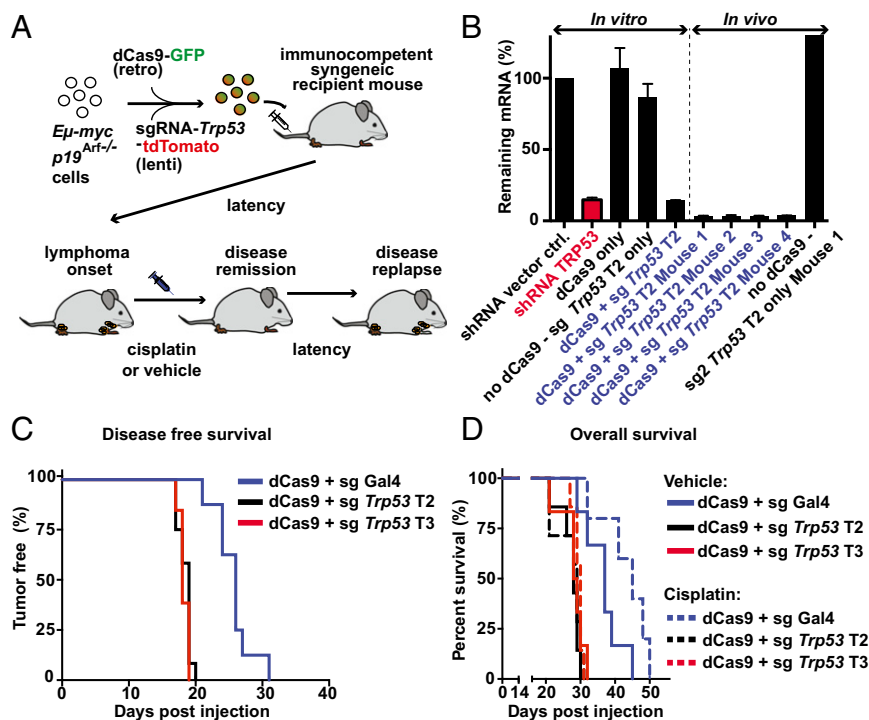 A
dCas9-GFP
(retro)
Eμ-myc
p19Arf-/-
cells
sgRNA-Trp53
-tdTomato
(lenti)
immunocompetent
syngeneic
recipient mouse
latency
lymphoma
onset
disease
remission
disease
replapse
cisplatin
or vehicle
latency
B
In vitro
In vivo
Remaining mRNA (%)
100
50
0
shRNA vector ctrl.
shRNA TRP53
dCas9 only
no dCas9 - sg Trp53 T2 only
dCas9 + sg Trp53 T2
dCas9 + sg Trp53 T2 Mouse 1
dCas9 + sg Trp53 T2 Mouse 2
dCas9 + sg Trp53 T2 Mouse 3
dCas9 + sg Trp53 T2 Mouse 4
no dCas9 -
sg2 Trp53 T2 only Mouse 1
C
Disease free survival
Tumor free (%)
100
75
50
25
0
0 10 20 30 40
Days post injection
dCas9 + sg Gal4
dCas9 + sg Trp53 T2
dCas9 + sg Trp53 T3
D
Overall survival
Percent survival (%)
100
75
50
25
0
0 14 20 30 40 50
Days post injection
Vehicle:
dCas9 + sg Gal4
dCas9 + sg Trp53 T2
dCas9 + sg Trp53 T3
Cisplatin:
dCas9 + sg Gal4
dCas9 + sg Trp53 T2
dCas9 + sg Trp53 T3